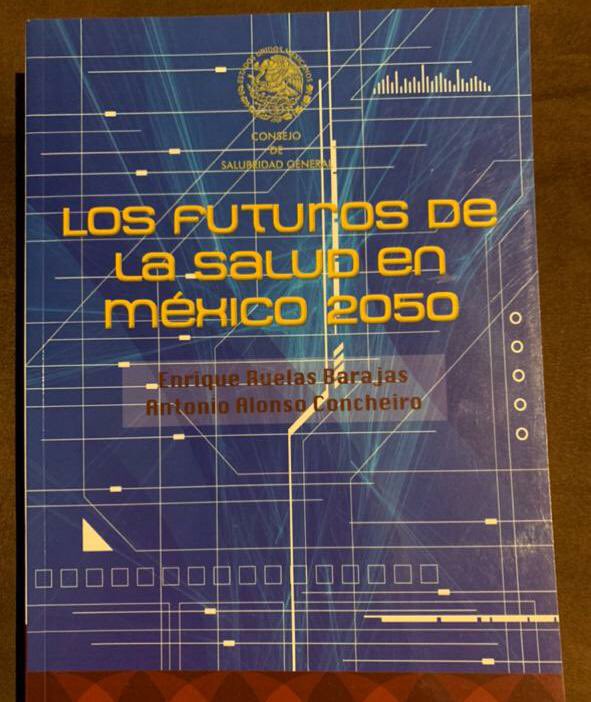 ESTADOS UNIDOS MEXICANOS
CONSEJO
DE
SALUBRIDAD GENERAL
LOS FUTUROS DE
LA SALUD EN
MÉXICO 2050
Enrique Ruelas Barajas
Antonio Alonso Concheiro